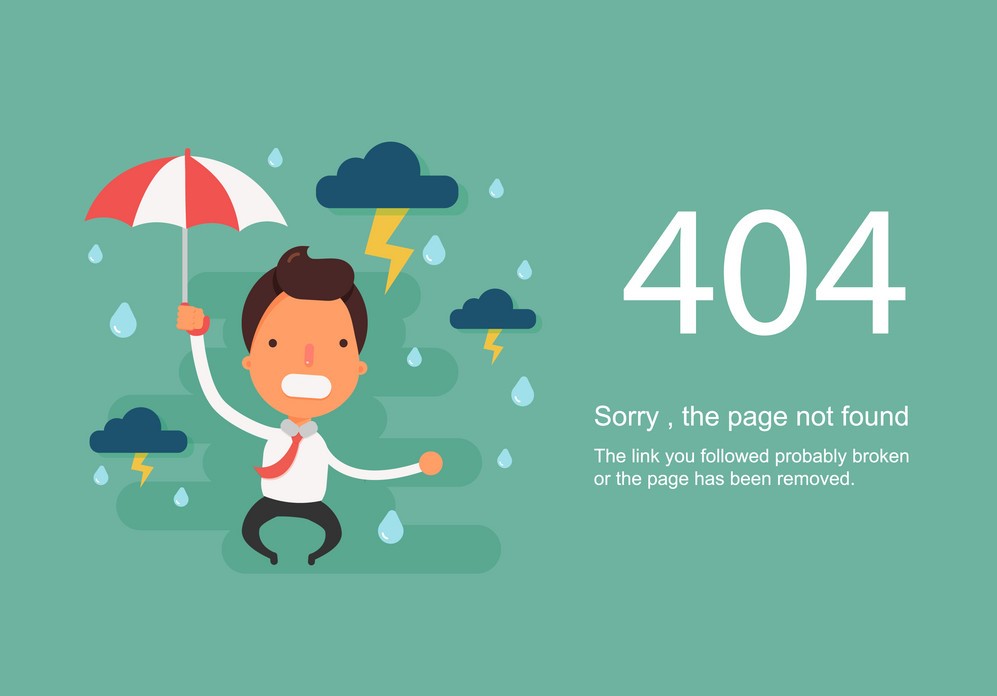 404
Sorry , the page not found
The link you followed probably broken
or the page has been removed.